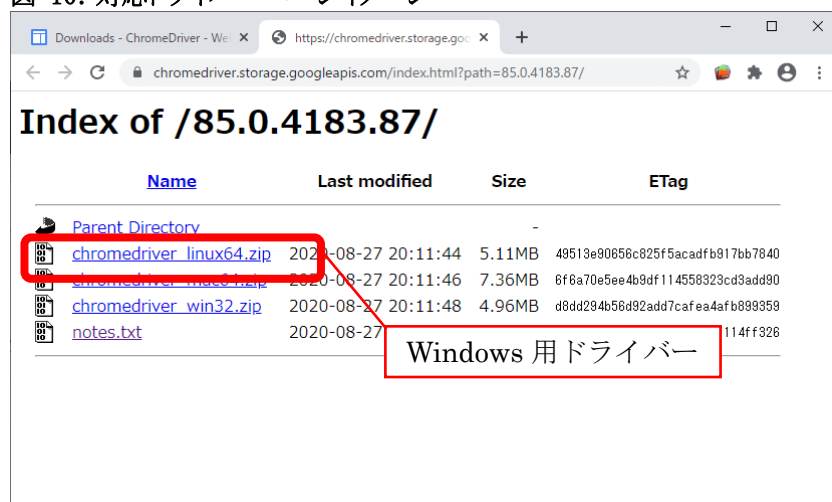 Downloads - ChromeDriver - We
https://chromedriver.storage.goo
chromedriver.storage.googleapis.com/index.html?path=85.0.4183.87/
Index of /85.0.4183.87/
Name Last modified Size ETag
Parent Directory -
chromedriver_linux64.zip 2020-08-27 20:11:44 5.11MB 49513e90656c825f5acadfb917bb7840
chromedriver_mac64.zip 2020-08-27 20:11:46 7.36MB 6f6a70e5ee4b9df114558323cd3add90
chromedriver_win32.zip 2020-08-27 20:11:48 4.96MB d8dd294b56d92add7cafea4afb899359
notes.txt 2020-08-27 114ff326
Windows 用ドライバー